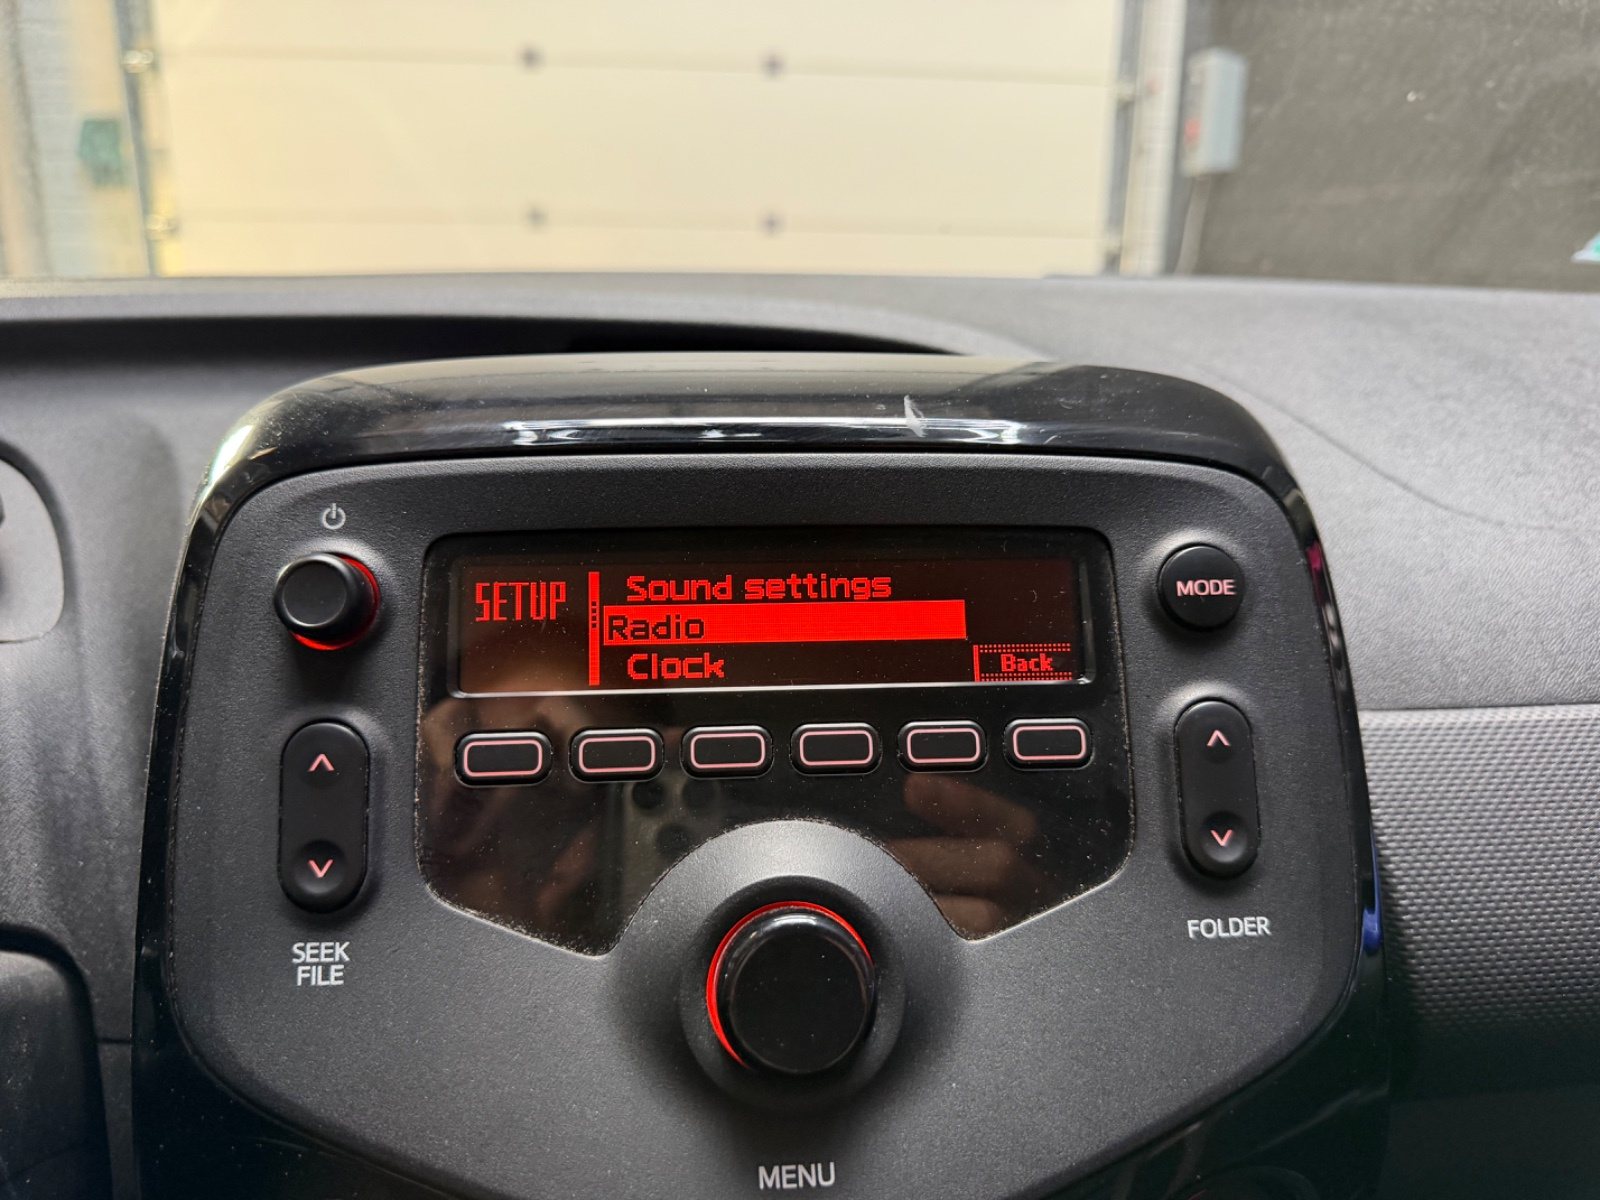 SETUP
Sound settings
Radio
Clock
Back
MODE
SEEK
FILE
FOLDER
MENU